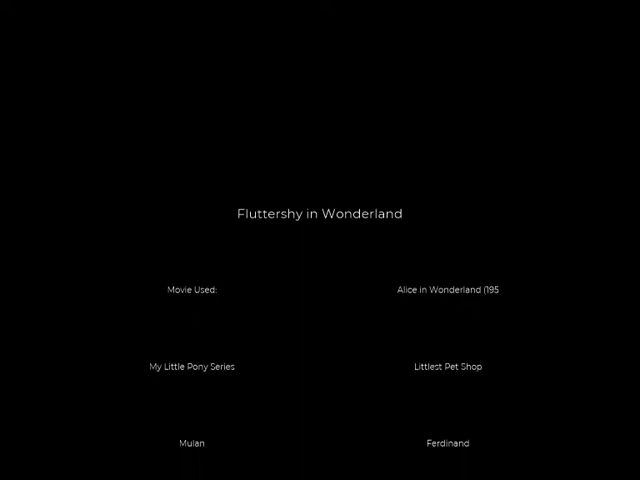 Fluttershy in Wonderland
Movie Used:
Alice in Wonderland (195
My Little Pony Series
Littlest Pet Shop
Mulan
Ferdinand